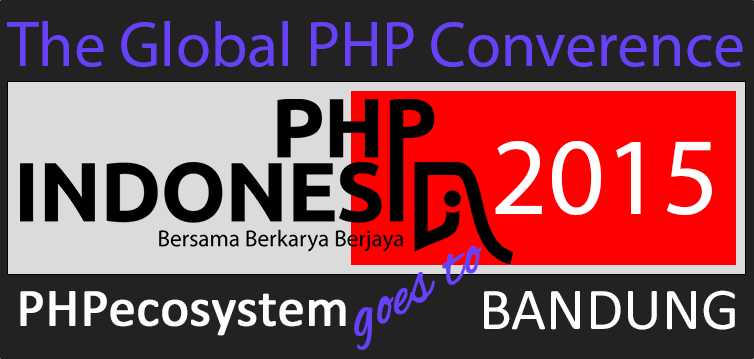 The Global PHP Converence
PHP
INDONESIA
2015
Bersama Berkarya Berjaya
PHPecosystem goes to BANDUNG